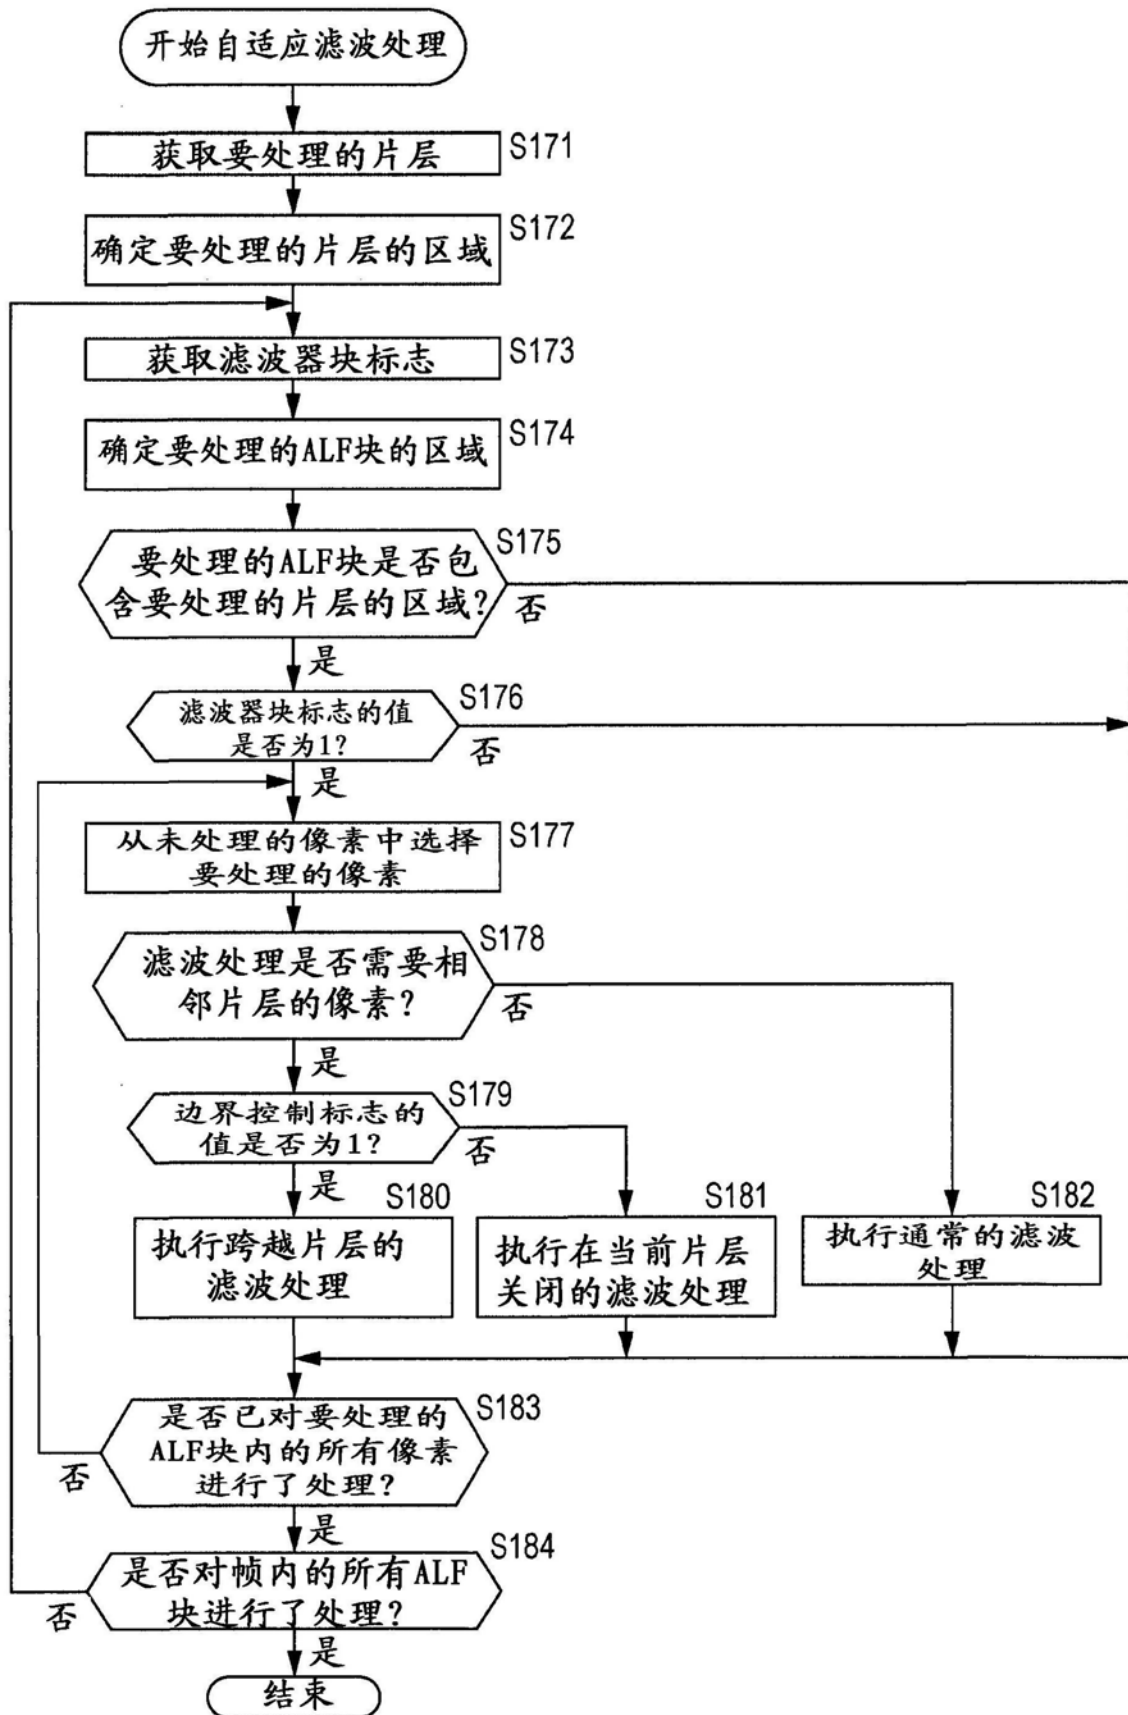 开始自适应滤波处理
获取要处理的片层
S171
确定要处理的片层的区域
S172
获取滤波器块标志
S173
确定要处理的ALF块的区域
S174
要处理的ALF块是否包
含要处理的片层的区域?
S175
否
是
滤波器块标志的值
是否为1?
S176
否
是
从未处理的像素中选择
要处理的像素
S177
滤波处理是否需要相
邻片层的像素?
S178
否
是
边界控制标志的
值是否为1?
S179
否
是
执行跨越片层的
滤波处理
S180
执行在当前片层
关闭的滤波处理
S181
执行通常的滤波
处理
S182
是否已对要处理的
ALF块内的所有像素
进行了处理?
S183
否
是
是否对帧内的所有ALF
块进行了处理?
S184
否
是
结束